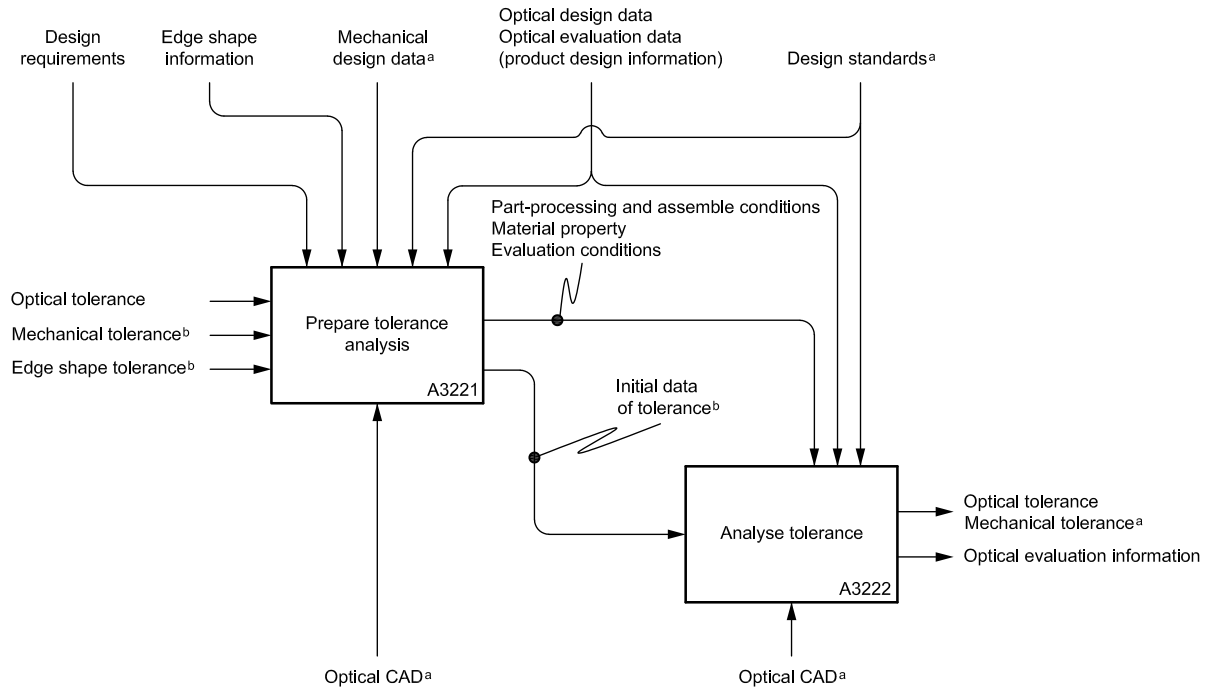 Design
requirements
Edge shape
information
Mechanical
design dataᵃ
Optical design data
Optical evaluation data
(product design information)
Design standardsᵃ
Part-processing and assemble conditions
Material property
Evaluation conditions
Optical tolerance
Mechanical toleranceᵇ
Edge shape toleranceᵇ
Prepare tolerance
analysis
A3221
Initial data
of toleranceᵇ
Analyse tolerance
A3222
Optical tolerance
Mechanical toleranceᵃ
Optical evaluation information
Optical CADᵃ
Optical CADᵃ